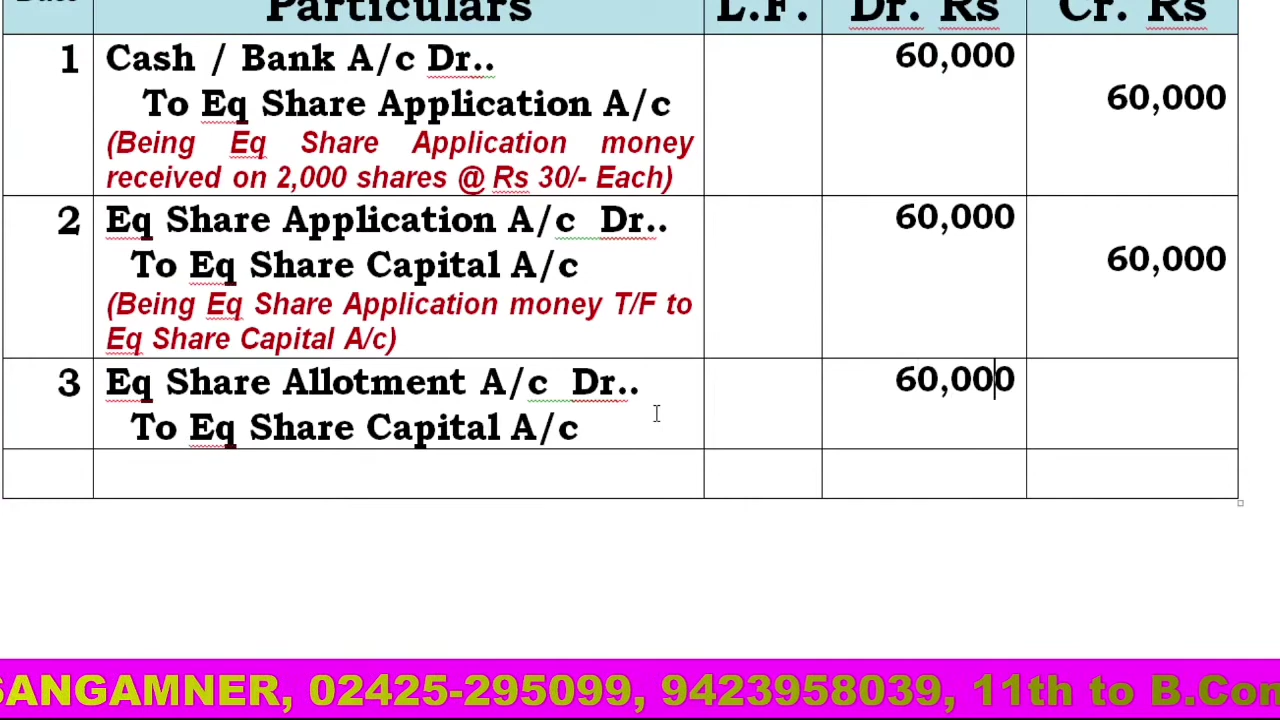 Date Particulars L.F. Dr. Rs Cr. Rs
1 Cash / Bank A/c Dr.. 60,000
To Eq Share Application A/c 60,000
(Being Eq Share Application money
received on 2,000 shares @ Rs 30/- Each)
2 Eq Share Application A/c Dr.. 60,000
To Eq Share Capital A/c 60,000
(Being Eq Share Application money T/F to
Eq Share Capital A/c)
3 Eq Share Allotment A/c Dr.. 60,000
To Eq Share Capital A/c
SANGAMNER, 02425-295099, 9423958039, 11th to B.Com